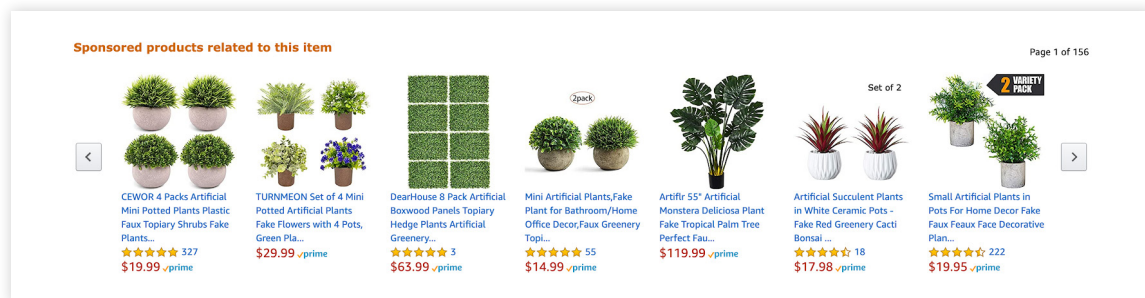 Sponsored products related to this item
Page 1 of 156
CEWOR 4 Packs Artificial
Mini Potted Plants Plastic
Faux Topiary Shrubs Fake
Plants...
327
$19.99 prime
TURNMEON Set of 4 Mini
Potted Artificial Plants
Fake Flowers with 4 Pots,
Green Pla...
$29.99 prime
DearHouse 8 Pack Artificial
Boxwood Panels Topiary
Hedge Plants Artificial
Greenery...
3
$63.99 prime
2pack
Mini Artificial Plants,Fake
Plant for Bathroom/Home
Office Decor,Faux Greenery
Topi...
55
$14.99 prime
Artiflr 55" Artificial
Monstera Deliciosa Plant
Fake Tropical Palm Tree
Perfect Fau...
$119.99 prime
Set of 2
Artificial Succulent Plants
in White Ceramic Pots -
Fake Red Greenery Cacti
Bonsai ...
18
$17.98 prime
2 VARIETY
PACK
Small Artificial Plants in
Pots For Home Decor Fake
Faux Feaux Face Decorative
Plan...
222
$19.95 prime